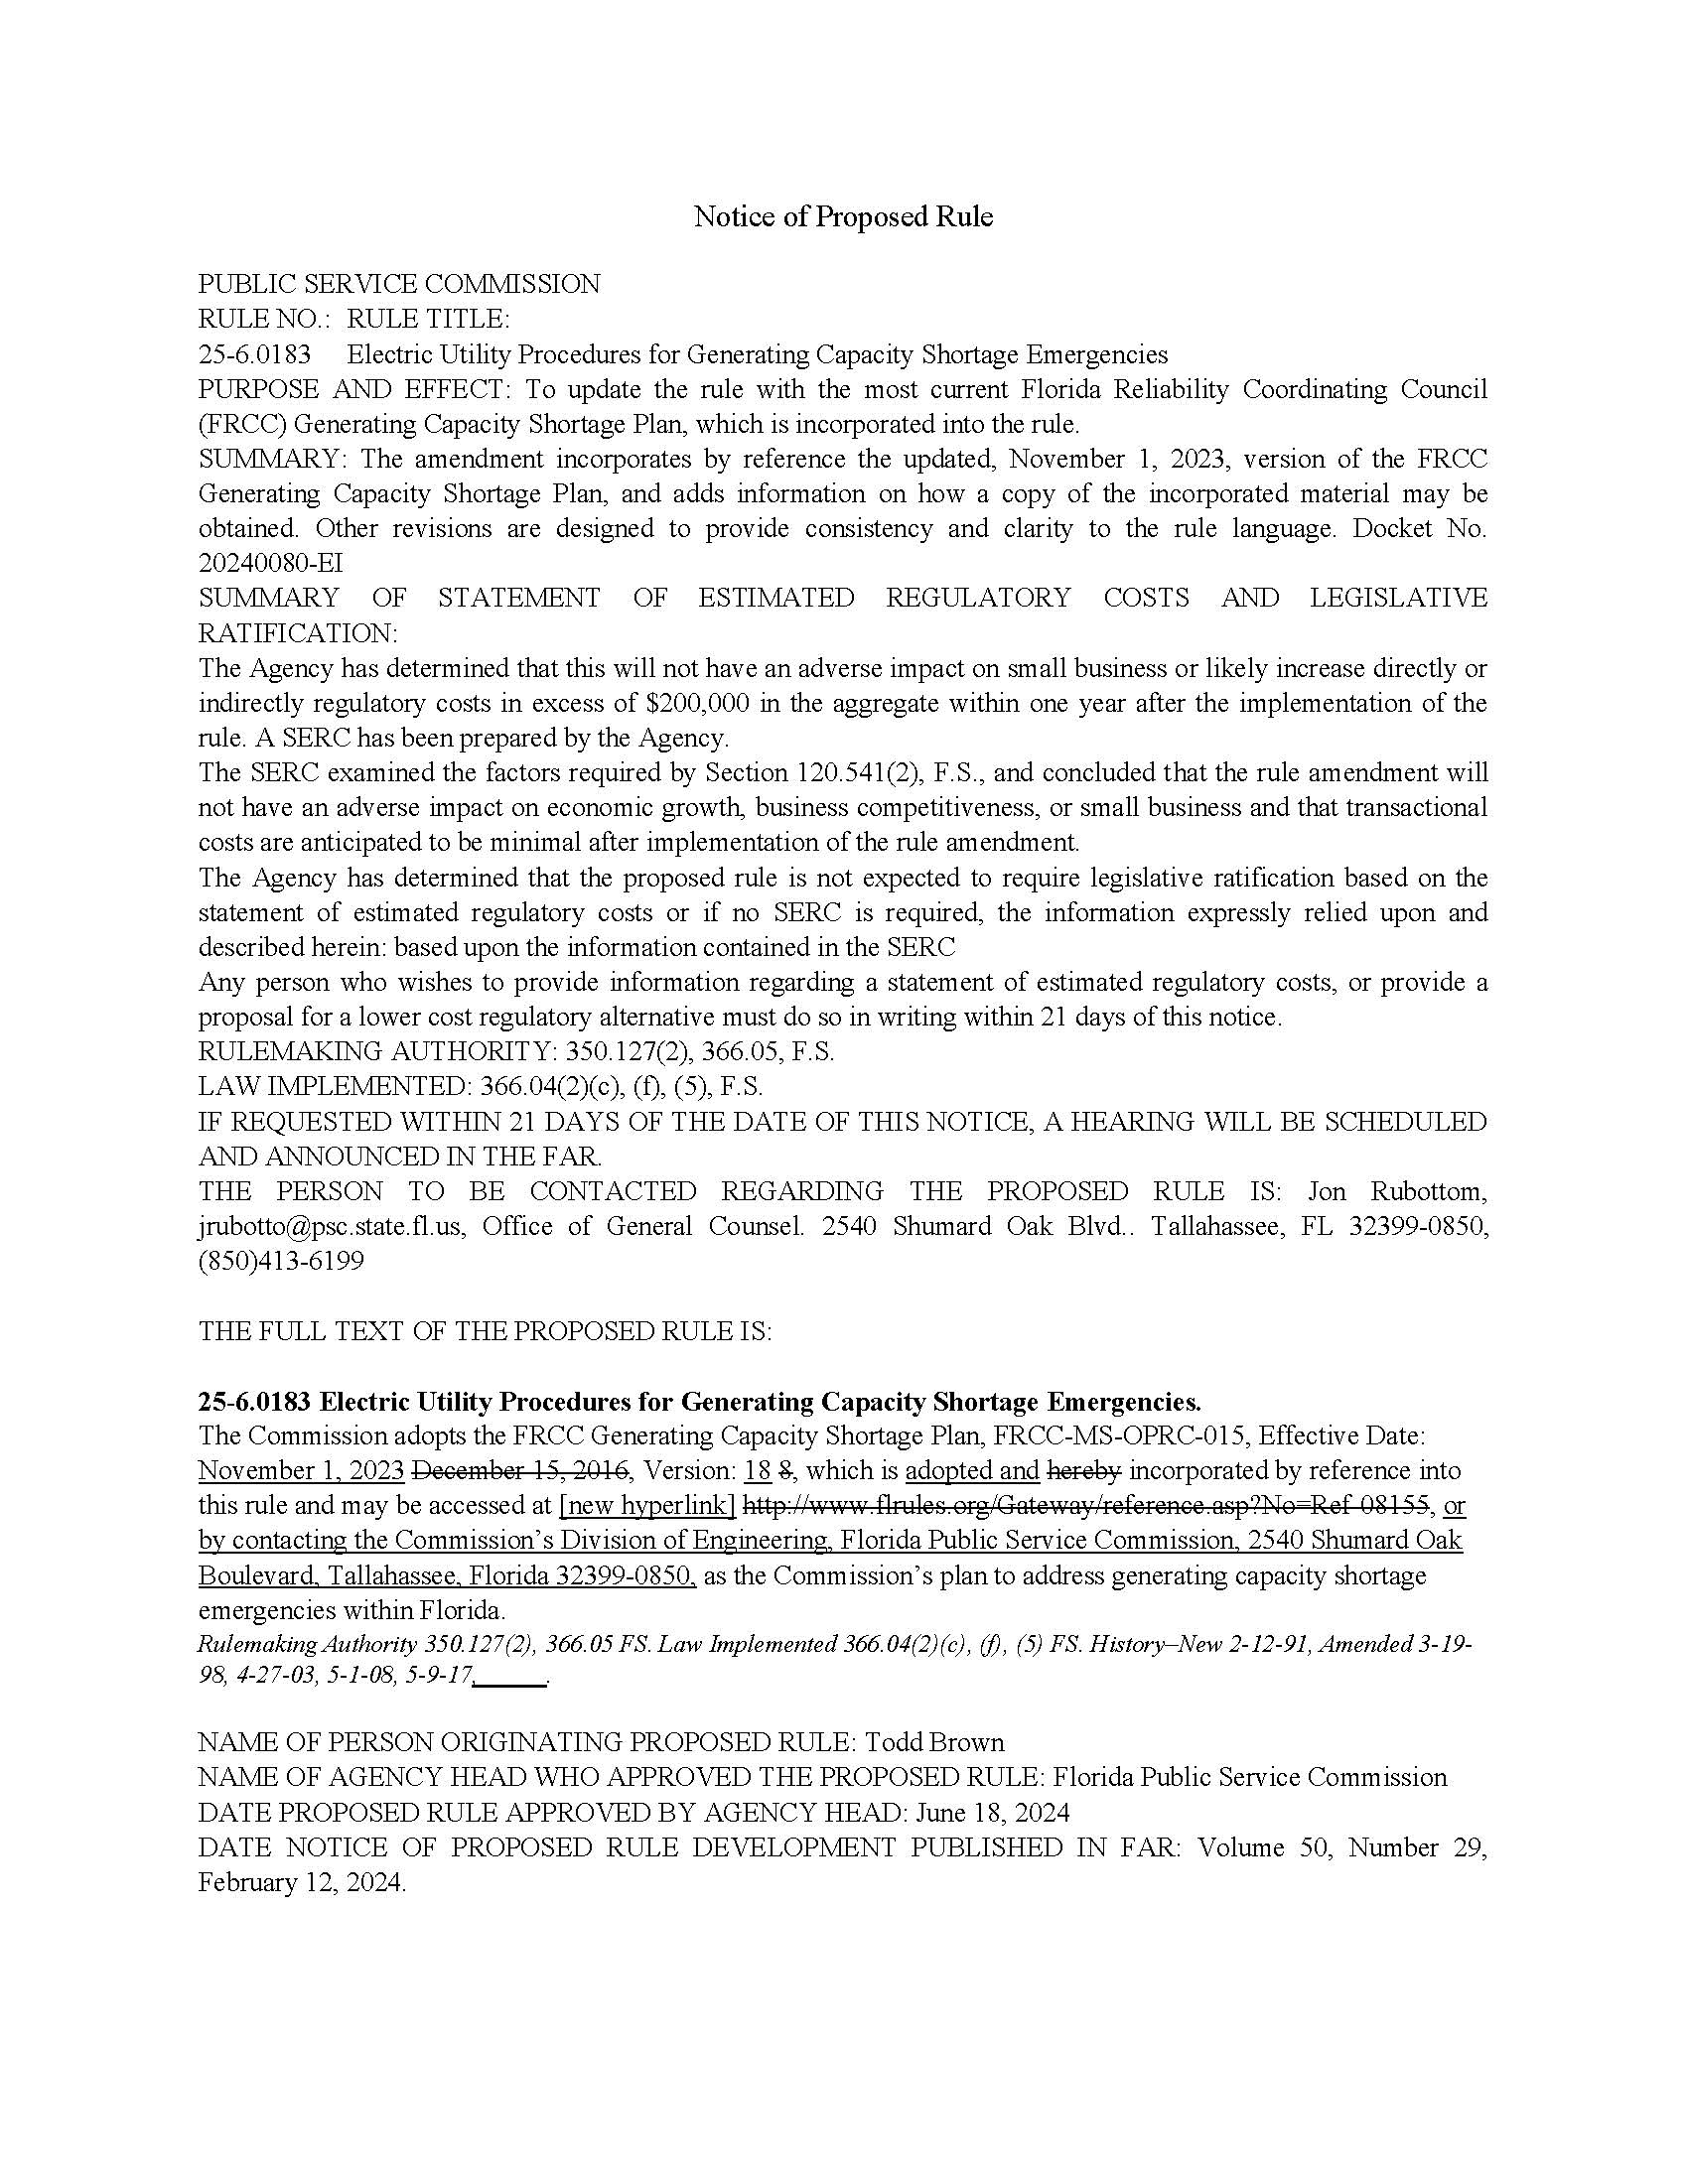 Notice of Proposed Rule
PUBLIC SERVICE COMMISSION
RULE NO.: RULE TITLE:
25-6.0183 Electric Utility Procedures for Generating Capacity Shortage Emergencies
PURPOSE AND EFFECT: To update the rule with the most current Florida Reliability Coordinating Council
(FRCC) Generating Capacity Shortage Plan, which is incorporated into the rule.
SUMMARY: The amendment incorporates by reference the updated, November 1, 2023, version of the FRCC
Generating Capacity Shortage Plan, and adds information on how a copy of the incorporated material may be
obtained. Other revisions are designed to provide consistency and clarity to the rule language. Docket No.
20240080-EI
SUMMARY OF STATEMENT OF ESTIMATED REGULATORY COSTS AND LEGISLATIVE
RATIFICATION:
The Agency has determined that this will not have an adverse impact on small business or likely increase directly or
indirectly regulatory costs in excess of $200,000 in the aggregate within one year after the implementation of the
rule. A SERC has been prepared by the Agency.
The SERC examined the factors required by Section 120.541(2), F.S., and concluded that the rule amendment will
not have an adverse impact on economic growth, business competitiveness, or small business and that transactional
costs are anticipated to be minimal after implementation of the rule amendment.
The Agency has determined that the proposed rule is not expected to require legislative ratification based on the
statement of estimated regulatory costs or if no SERC is required, the information expressly relied upon and
described herein: based upon the information contained in the SERC
Any person who wishes to provide information regarding a statement of estimated regulatory costs, or provide a
proposal for a lower cost regulatory alternative must do so in writing within 21 days of this notice.
RULEMAKING AUTHORITY: 350.127(2), 366.05, F.S.
LAW IMPLEMENTED: 366.04(2)(c), (f), (5), F.S.
IF REQUESTED WITHIN 21 DAYS OF THE DATE OF THIS NOTICE, A HEARING WILL BE SCHEDULED
AND ANNOUNCED IN THE FAR.
THE PERSON TO BE CONTACTED REGARDING THE PROPOSED RULE IS: Jon Rubottom,
jrubotto@psc.state.fl.us, Office of General Counsel. 2540 Shumard Oak Blvd.. Tallahassee, FL 32399-0850,
(850)413-6199
THE FULL TEXT OF THE PROPOSED RULE IS:
25-6.0183 Electric Utility Procedures for Generating Capacity Shortage Emergencies.
The Commission adopts the FRCC Generating Capacity Shortage Plan, FRCC-MS-OPRC-015, Effective Date:
November 1, 2023 December 15, 2016, Version: 18 8, which is adopted and hereby incorporated by reference into
this rule and may be accessed at [new hyperlink] http://www.flrules.org/Gateway/reference.asp?No=Ref-08155, or
by contacting the Commission's Division of Engineering, Florida Public Service Commission, 2540 Shumard Oak
Boulevard, Tallahassee, Florida 32399-0850, as the Commission's plan to address generating capacity shortage
emergencies within Florida.
Rulemaking Authority 350.127(2), 366.05 FS. Law Implemented 366.04(2)(c), (f), (5) FS. History–New 2-12-91, Amended 3-19-
98, 4-27-03, 5-1-08, 5-9-17,______.
NAME OF PERSON ORIGINATING PROPOSED RULE: Todd Brown
NAME OF AGENCY HEAD WHO APPROVED THE PROPOSED RULE: Florida Public Service Commission
DATE PROPOSED RULE APPROVED BY AGENCY HEAD: June 18, 2024
DATE NOTICE OF PROPOSED RULE DEVELOPMENT PUBLISHED IN FAR: Volume 50, Number 29,
February 12, 2024.